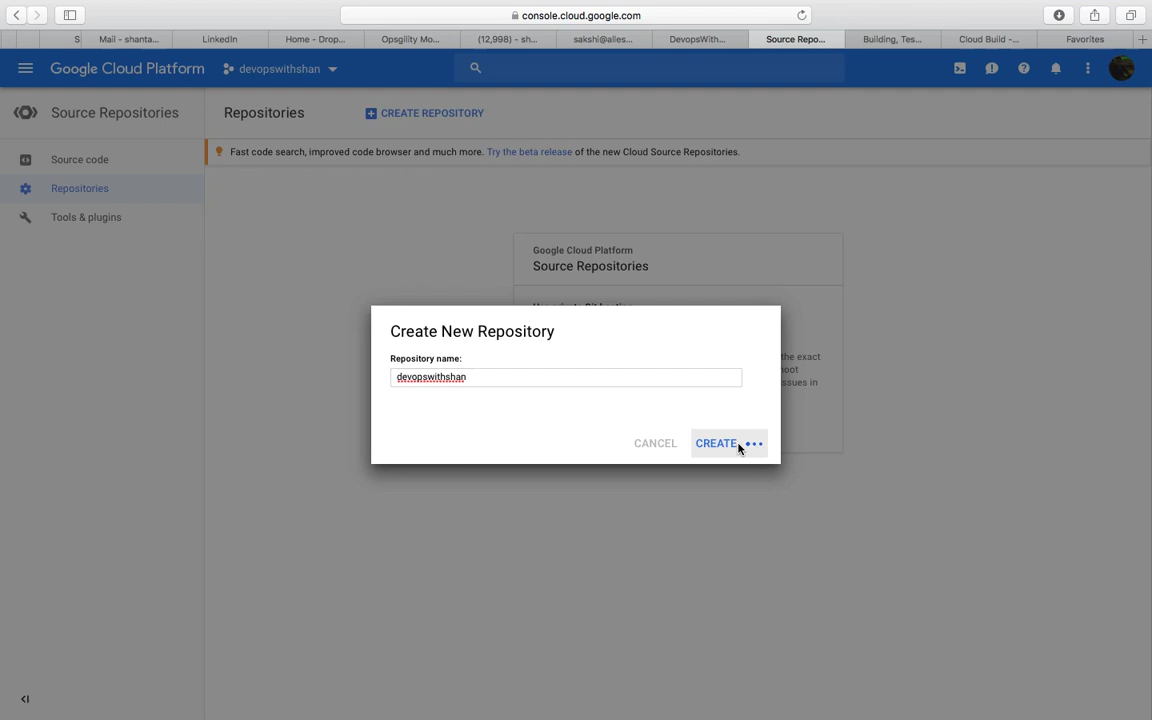 console.cloud.google.com
S
Mail - shanta...
LinkedIn
Home - Drop...
Opsgility Mo...
(12,998) - sh...
sakshi@alles...
DevopsWith...
Source Repo...
Building, Tes...
Cloud Build -...
Favorites
Google Cloud Platform
devopswithshan
Source Repositories
Repositories
CREATE REPOSITORY
Source code
Repositories
Tools & plugins
Fast code search, improved code browser and much more. Try the beta release of the new Cloud Source Repositories.
Google Cloud Platform
Source Repositories
the exact
issues in
Create New Repository
Repository name:
devopswithshan
CANCEL
CREATE